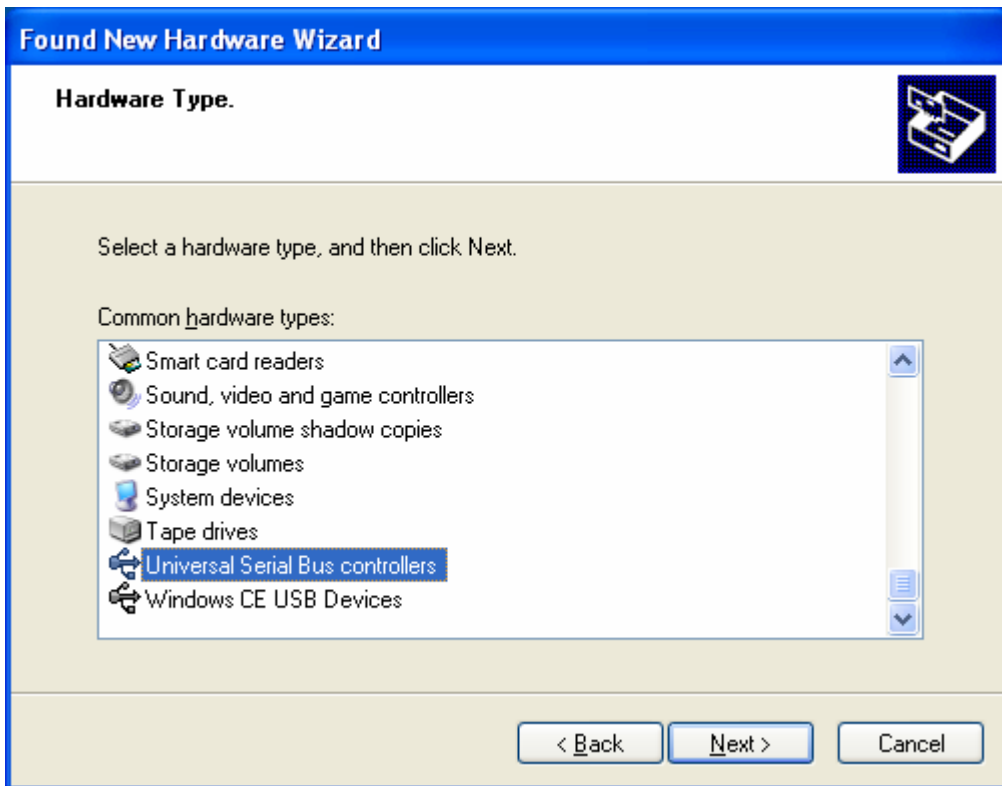 Found New Hardware Wizard
Hardware Type.
Select a hardware type, and then click Next.
Common hardware types:
Smart card readers
Sound, video and game controllers
Storage volume shadow copies
Storage volumes
System devices
Tape drives
Universal Serial Bus controllers
Windows CE USB Devices
< Back Next > Cancel